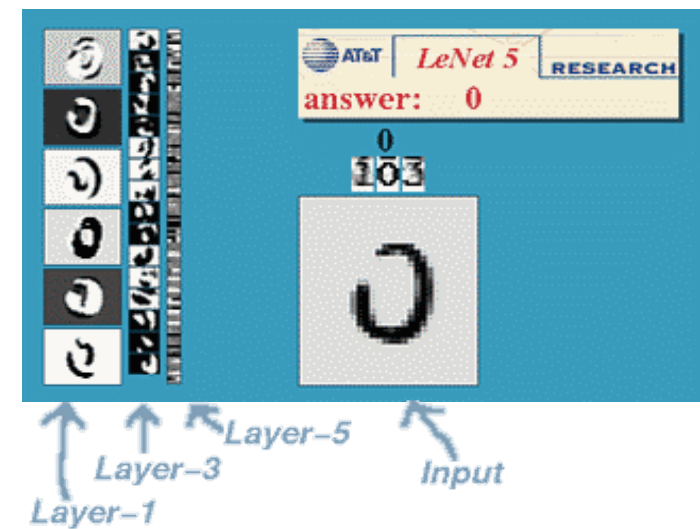 AT&T LeNet 5 RESEARCH
answer: 0
0
103
Layer-5
Layer-3
Input
Layer-1